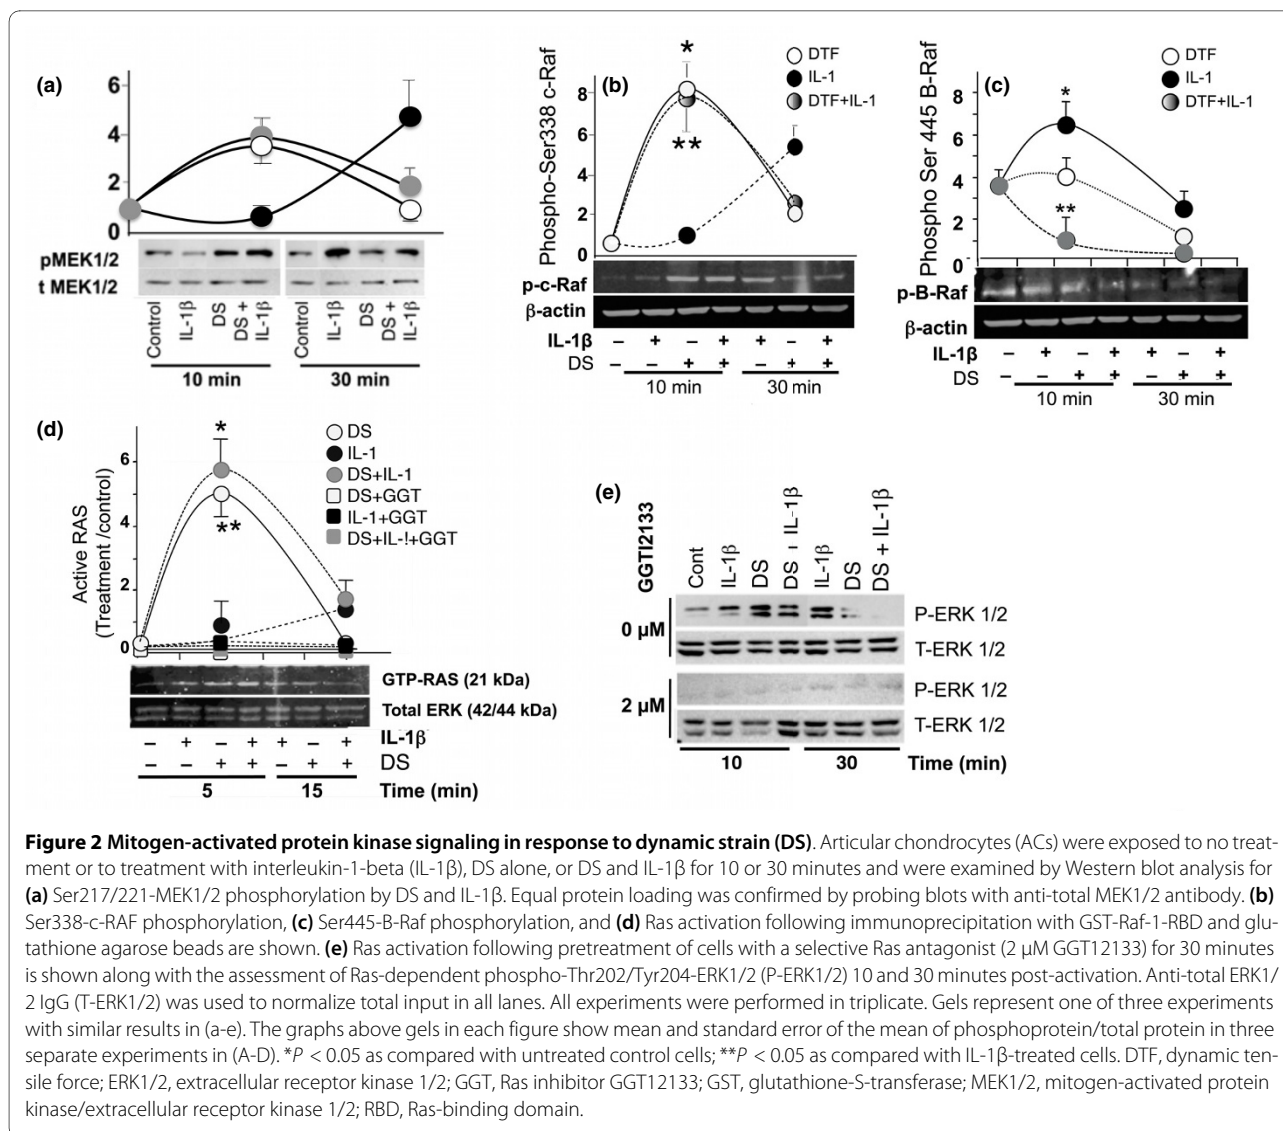 (a)
6
4
2
0
pMEK1/2
t MEK1/2
Control
IL-1β
DS
DS +
IL-1β
Control
IL-1β
DS
DS +
IL-1β
10 min
30 min
(b)
*
DTF
IL-1
DTF+IL-1
Phospho-Ser338 c-Raf
8
6
4
2
0
**
p-c-Raf
β-actin
IL-1β – + – + + – +
DS – – + + – + +
10 min
30 min
(c)
DTF
IL-1
DTF+IL-1
Phospho Ser 445 B-Raf
8
6
4
2
0
*
**
p-B-Raf
β-actin
IL-1β – + – + + – +
DS – – + + – + +
10 min
30 min
(d)
*
DS
IL-1
DS+IL-1
DS+GGT
IL-1+GGT
DS+IL-!+GGT
Active RAS
(Treatment /control)
6
4
2
0
**
GTP-RAS (21 kDa)
Total ERK (42/44 kDa)
– + – + + – + IL-1β
– – + + – + + DS
5
15
Time (min)
(e)
GGTI2133
Cont
IL-1β
DS
DS + IL-1β
IL-1β
DS
DS + IL-1β
0 μM
P-ERK 1/2
T-ERK 1/2
2 μM
P-ERK 1/2
T-ERK 1/2
10
30
Time (min)
Figure 2 Mitogen-activated protein kinase signaling in response to dynamic strain (DS). Articular chondrocytes (ACs) were exposed to no treat-
ment or to treatment with interleukin-1-beta (IL-1β), DS alone, or DS and IL-1β for 10 or 30 minutes and were examined by Western blot analysis for
(a) Ser217/221-MEK1/2 phosphorylation by DS and IL-1β. Equal protein loading was confirmed by probing blots with anti-total MEK1/2 antibody. (b)
Ser338-c-RAF phosphorylation, (c) Ser445-B-Raf phosphorylation, and (d) Ras activation following immunoprecipitation with GST-Raf-1-RBD and glu-
tathione agarose beads are shown. (e) Ras activation following pretreatment of cells with a selective Ras antagonist (2 μM GGT12133) for 30 minutes
is shown along with the assessment of Ras-dependent phospho-Thr202/Tyr204-ERK1/2 (P-ERK1/2) 10 and 30 minutes post-activation. Anti-total ERK1/
2 IgG (T-ERK1/2) was used to normalize total input in all lanes. All experiments were performed in triplicate. Gels represent one of three experiments
with similar results in (a-e). The graphs above gels in each figure show mean and standard error of the mean of phosphoprotein/total protein in three
separate experiments in (A-D). *P < 0.05 as compared with untreated control cells; **P < 0.05 as compared with IL-1β-treated cells. DTF, dynamic ten-
sile force; ERK1/2, extracellular receptor kinase 1/2; GGT, Ras inhibitor GGT12133; GST, glutathione-S-transferase; MEK1/2, mitogen-activated protein
kinase/extracellular receptor kinase 1/2; RBD, Ras-binding domain.